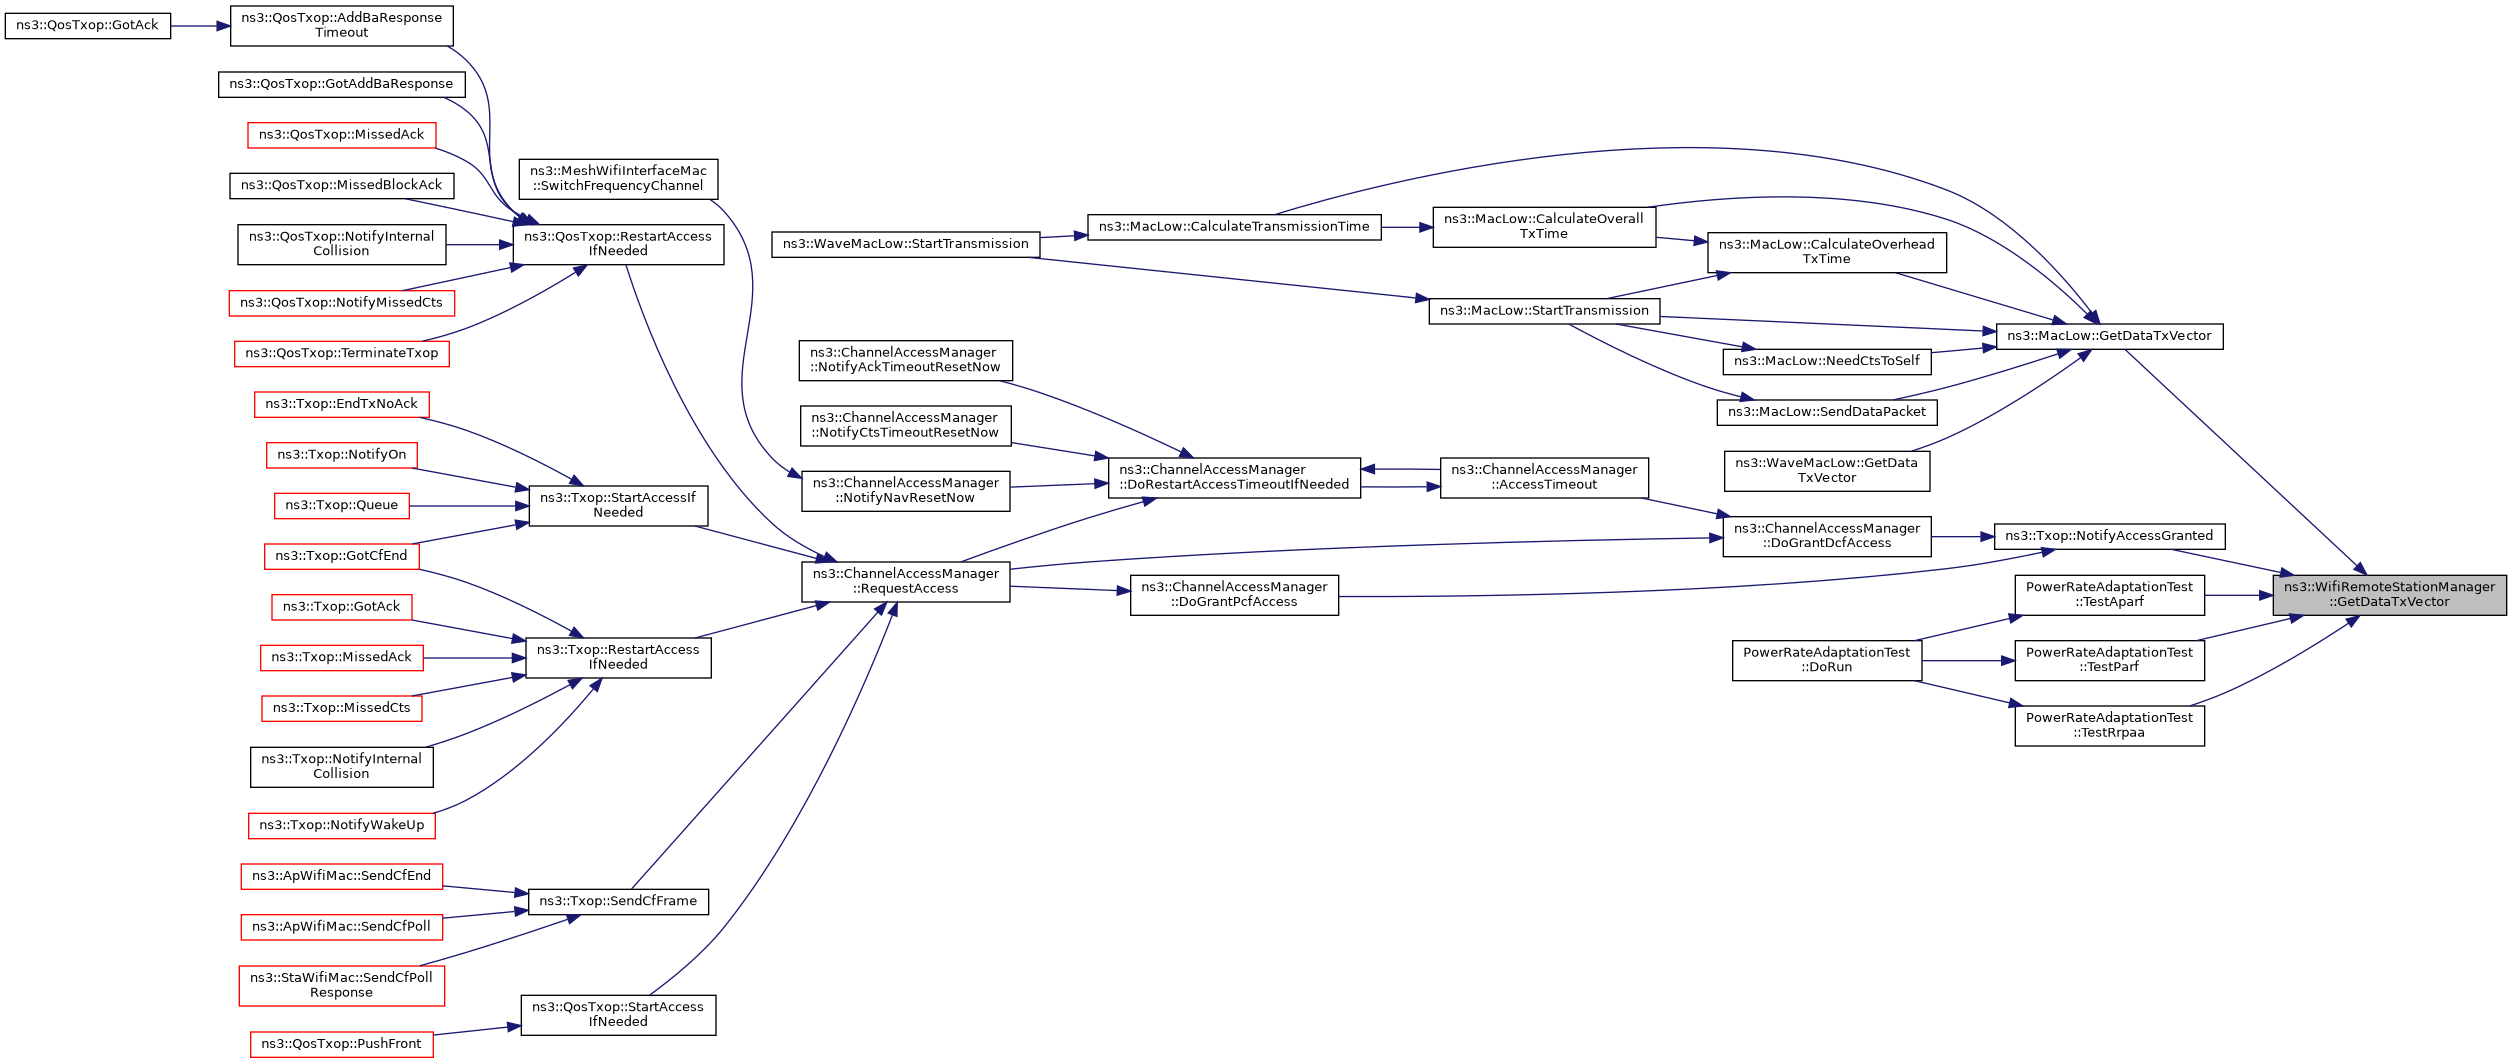 ns3::QosTxop::GotAck
ns3::QosTxop::AddBaResponse
Timeout
ns3::QosTxop::GotAddBaResponse
ns3::QosTxop::MissedAck
ns3::QosTxop::MissedBlockAck
ns3::QosTxop::NotifyInternal
Collision
ns3::QosTxop::NotifyMissedCts
ns3::QosTxop::TerminateTxop
ns3::Txop::EndTxNoAck
ns3::Txop::NotifyOn
ns3::Txop::Queue
ns3::Txop::GotCfEnd
ns3::Txop::GotAck
ns3::Txop::MissedAck
ns3::Txop::MissedCts
ns3::Txop::NotifyInternal
Collision
ns3::Txop::NotifyWakeUp
ns3::ApWifiMac::SendCfEnd
ns3::ApWifiMac::SendCfPoll
ns3::StaWifiMac::SendCfPoll
Response
ns3::QosTxop::PushFront
ns3::MeshWifiInterfaceMac
::SwitchFrequencyChannel
ns3::QosTxop::RestartAccess
IfNeeded
ns3::Txop::StartAccessIf
Needed
ns3::Txop::RestartAccess
IfNeeded
ns3::Txop::SendCfFrame
ns3::QosTxop::StartAccess
IfNeeded
ns3::WaveMacLow::StartTransmission
ns3::ChannelAccessManager
::NotifyAckTimeoutResetNow
ns3::ChannelAccessManager
::NotifyCtsTimeoutResetNow
ns3::ChannelAccessManager
::NotifyNavResetNow
ns3::ChannelAccessManager
::RequestAccess
ns3::MacLow::CalculateTransmissionTime
ns3::ChannelAccessManager
::DoRestartAccessTimeoutIfNeeded
ns3::ChannelAccessManager
::DoGrantPcfAccess
ns3::MacLow::CalculateOverall
TxTime
ns3::MacLow::StartTransmission
ns3::ChannelAccessManager
::AccessTimeout
ns3::MacLow::CalculateOverhead
TxTime
ns3::MacLow::NeedCtsToSelf
ns3::MacLow::SendDataPacket
ns3::WaveMacLow::GetData
TxVector
ns3::ChannelAccessManager
::DoGrantDcfAccess
PowerRateAdaptationTest
::DoRun
ns3::MacLow::GetDataTxVector
ns3::Txop::NotifyAccessGranted
PowerRateAdaptationTest
::TestAparf
PowerRateAdaptationTest
::TestParf
PowerRateAdaptationTest
::TestRrpaa
ns3::WifiRemoteStationManager
::GetDataTxVector